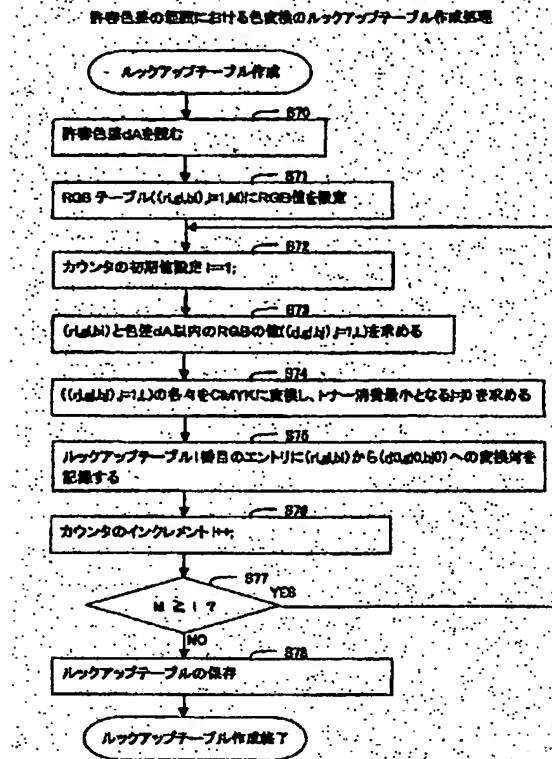 許容色差の範囲における色変換のルックアップテーブル作成処理
ルックアップテーブル作成
S70
許容色差dAを読む
S71
RGB テーブル((ri,gi,bi) ,i=1,M)にRGB値を設定
S72
カウンタの初期値設定 i=1;
S73
(ri,gi,bi)と色差dA以内のRGBの値((rj,gj,bj) ,j=1,L)を求める
S74
((rj,gj,bj) ,j=1,L)の各々をCMYKに変換し、トナー消費最小となるj=j0 を求める
S75
ルックアップテーブル i 番目のエントリに(ri,gi,bi)から(rj0,gj0,bj0)への変換対を
記録する
S76
カウンタのインクリメント i++;
S77
M ≧ i ?
YES
NO
S78
ルックアップテーブルの保存
ルックアップテーブル作成終了